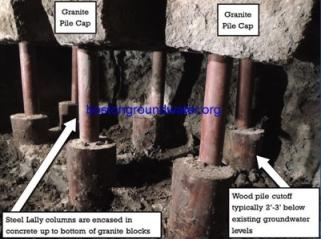 Granite
Pile Cap
Granite
Pile Cap
bostongroundwater.org
Steel Lally columns are encased in
concrete up to bottom of granite blocks
Wood pile cutoff
typically 2'-3' below
existing groundwater
levels